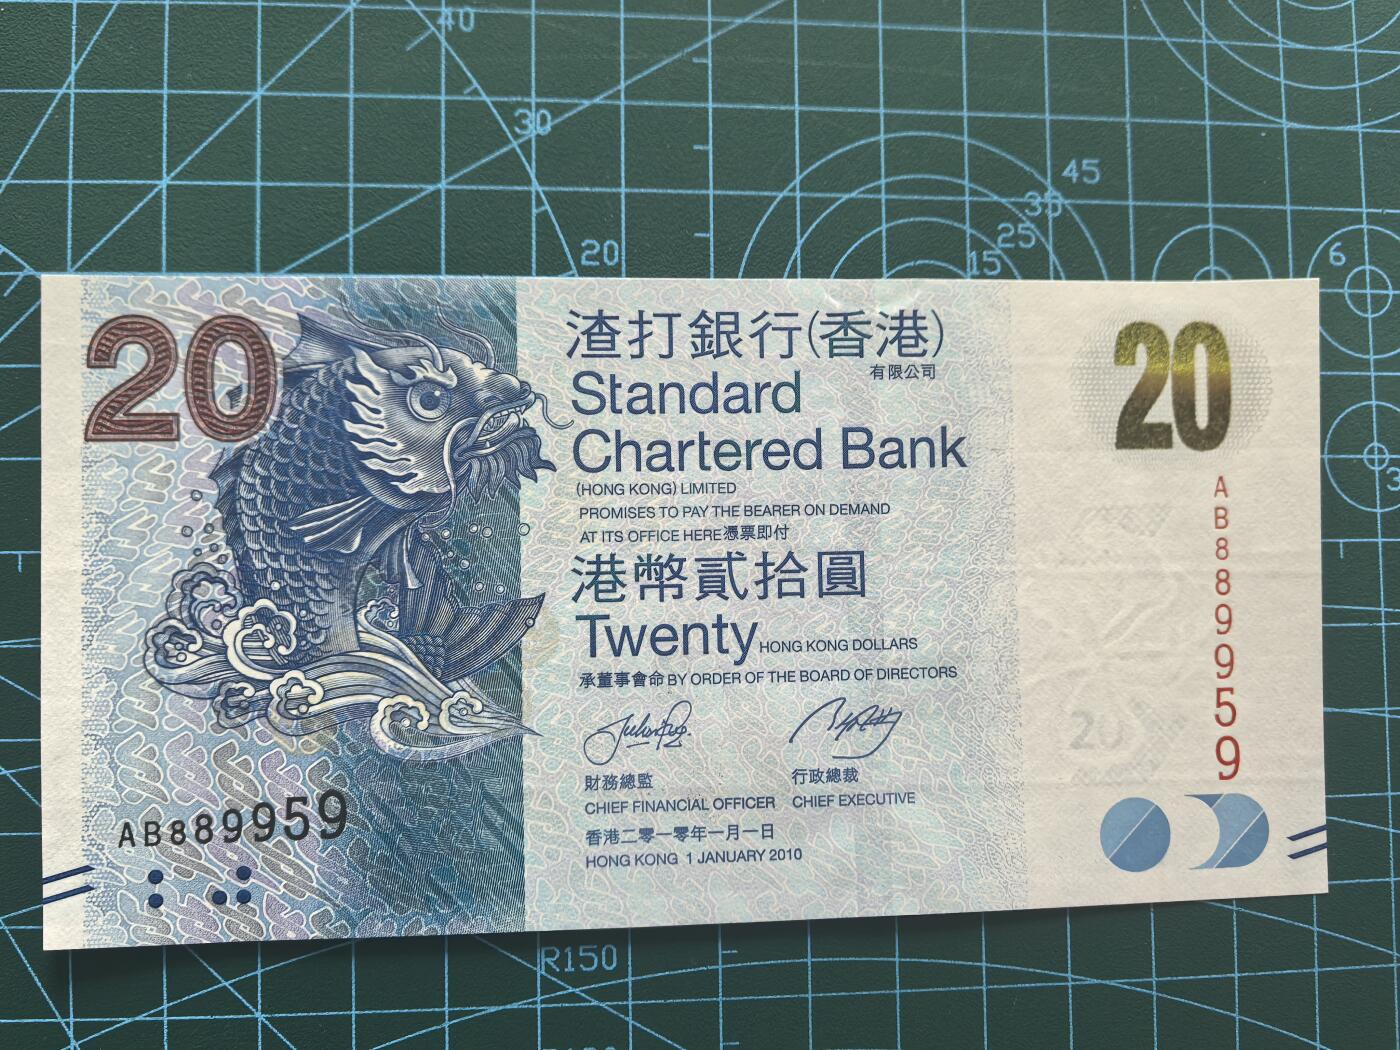 40
30
45
35
25
15
20
6
20
渣打銀行(香港)
有限公司
Standard
Chartered Bank
(HONG KONG) LIMITED
PROMISES TO PAY THE BEARER ON DEMAND
AT ITS OFFICE HERE憑票即付
港幣貳拾圓
Twenty HONG KONG DOLLARS
承董事會命 BY ORDER OF THE BOARD OF DIRECTORS
財務總監
CHIEF FINANCIAL OFFICER
行政總裁
CHIEF EXECUTIVE
香港二零一零年一月一日
HONG KONG 1 JANUARY 2010
AB889959
20
AB889959
20
3
R150